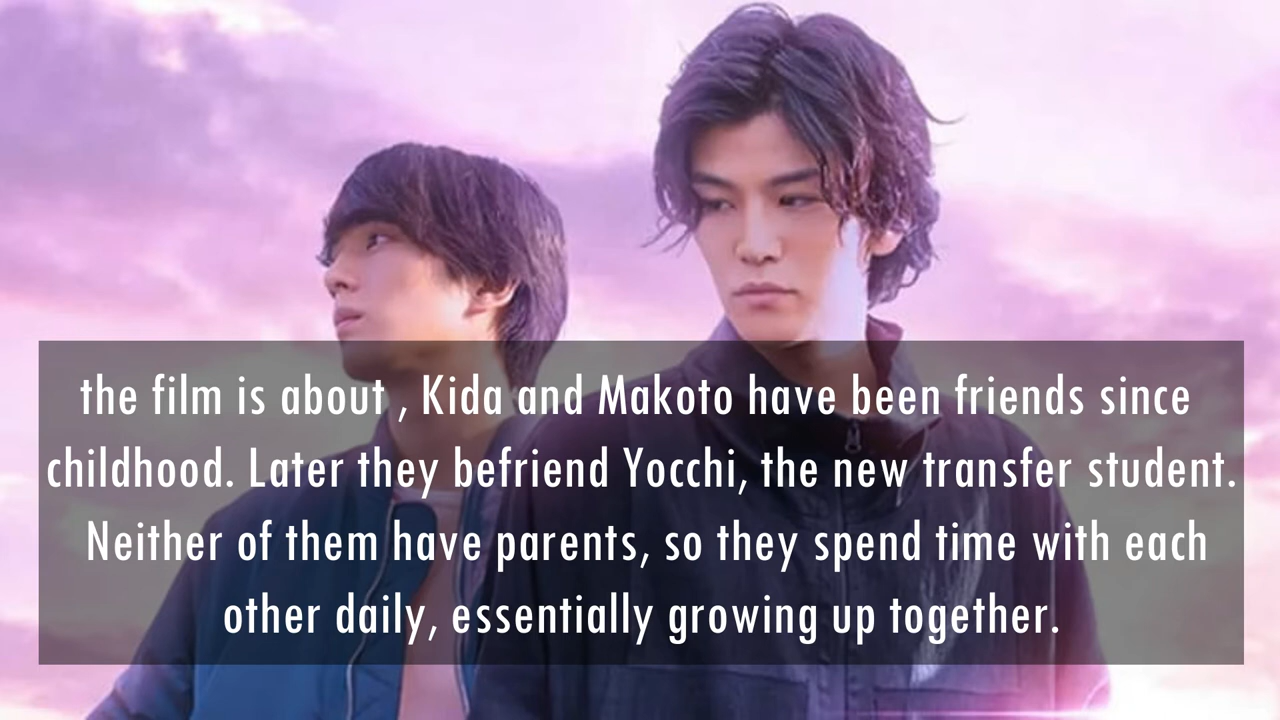 the film is about , Kida and Makoto have been friends since
childhood. Later they befriend Yocchi, the new transfer student.
Neither of them have parents, so they spend time with each
other daily, essentially growing up together.